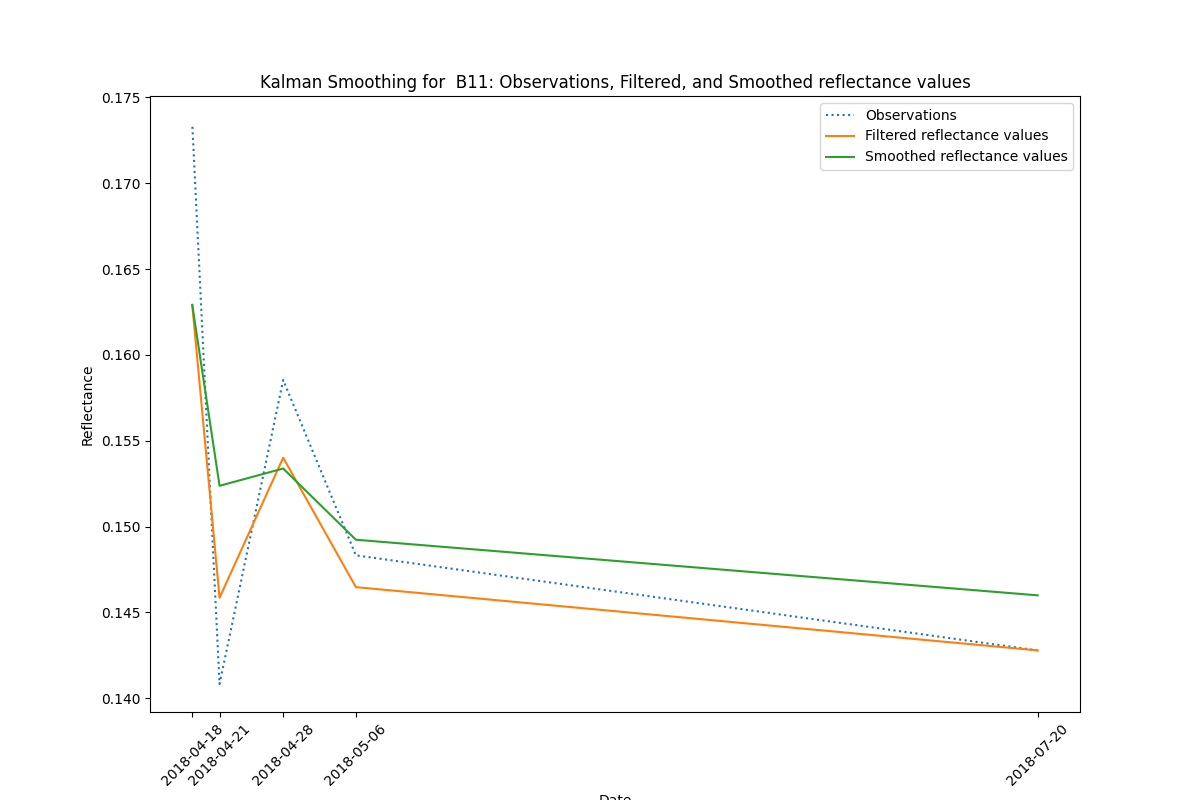 Kalman Smoothing for  B11: Observations, Filtered, and Smoothed reflectance values
Observations
Filtered reflectance values
Smoothed reflectance values
Reflectance
0.175
0.170
0.165
0.160
0.155
0.150
0.145
0.140
2018-04-18
2018-04-21
2018-04-28
2018-05-06
2018-07-20
Date